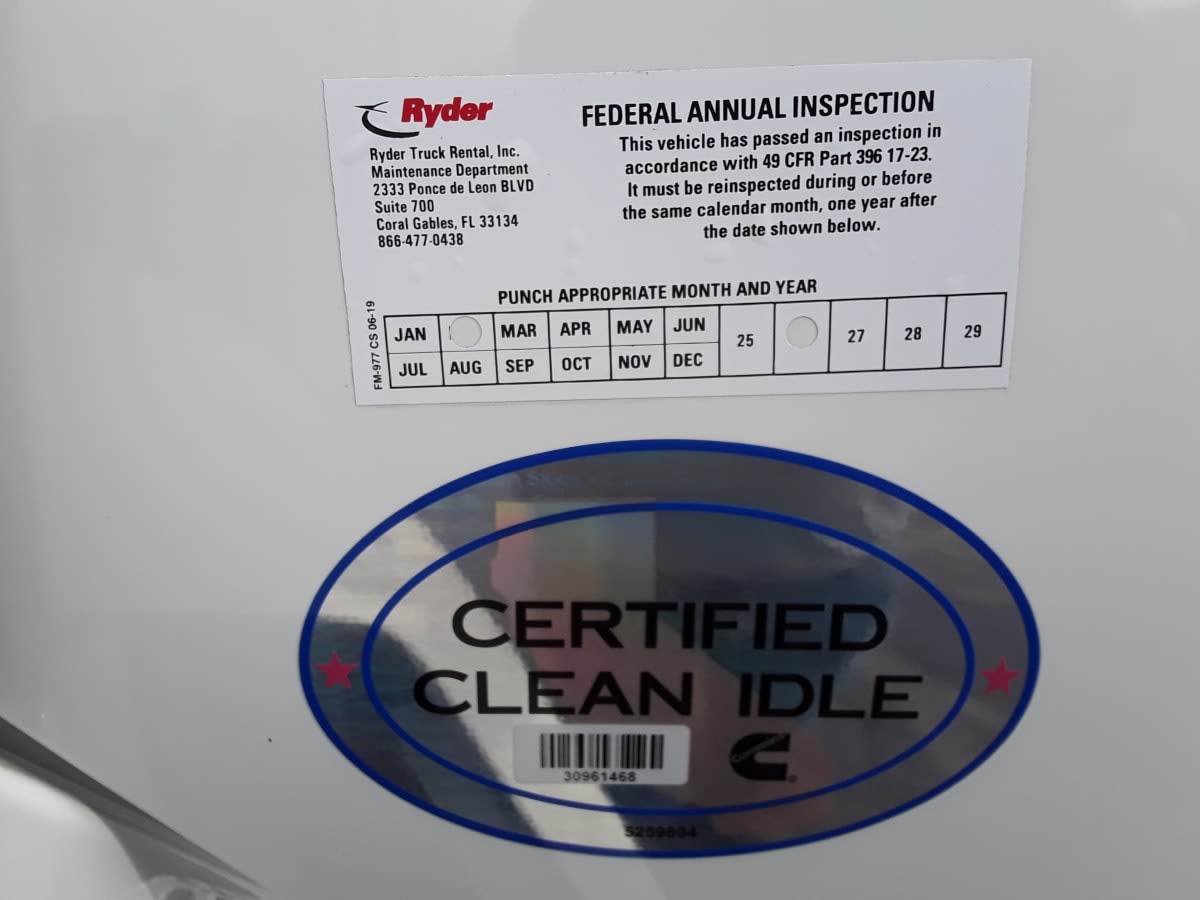 Ryder
Ryder Truck Rental, Inc.
Maintenance Department
2333 Ponce de Leon BLVD
Suite 700
Coral Gables, FL 33134
866-477-0438
FEDERAL ANNUAL INSPECTION
This vehicle has passed an inspection in
accordance with 49 CFR Part 396 17-23.
It must be reinspected during or before
the same calendar month, one year after
the date shown below.
FM-977 CS 06-19
PUNCH APPROPRIATE MONTH AND YEAR
JAN MAR APR MAY JUN 25 27 28 29
JUL AUG SEP OCT NOV DEC
CERTIFIED
CLEAN IDLE
30961468
5259894